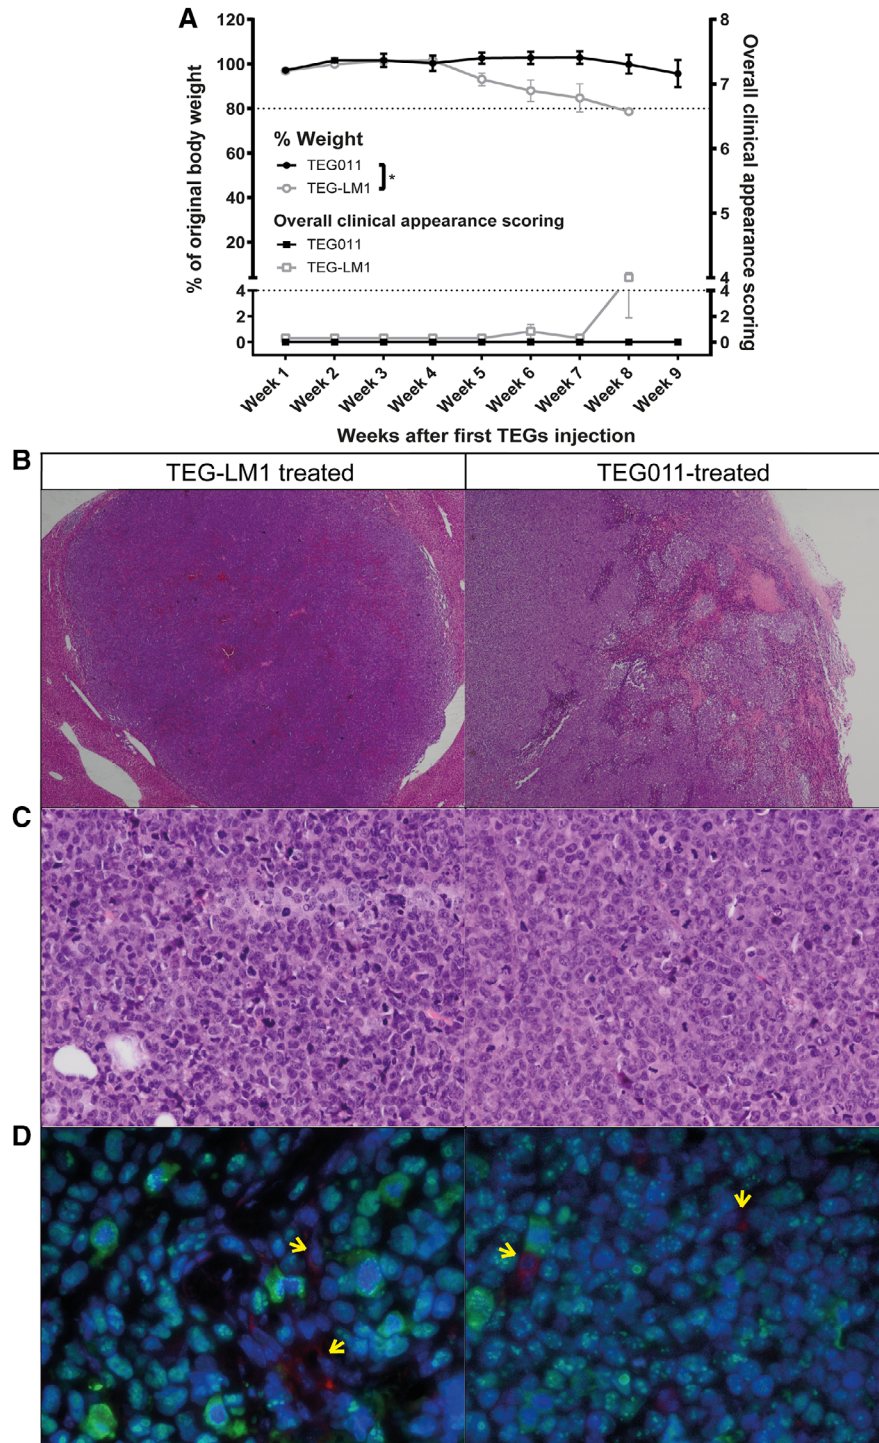 A
120
100
80
60
40
20
4
2
0
% of original body weight
8
7
6
5
4
4
2
0
Overall clinical appearance scoring
% Weight
TEG011
TEG-LM1
*
Overall clinical appearance scoring
TEG011
TEG-LM1
Week 1
Week 2
Week 3
Week 4
Week 5
Week 6
Week 7
Week 8
Week 9
Weeks after first TEGs injection
B
TEG-LM1 treated
TEG011-treated
C
D